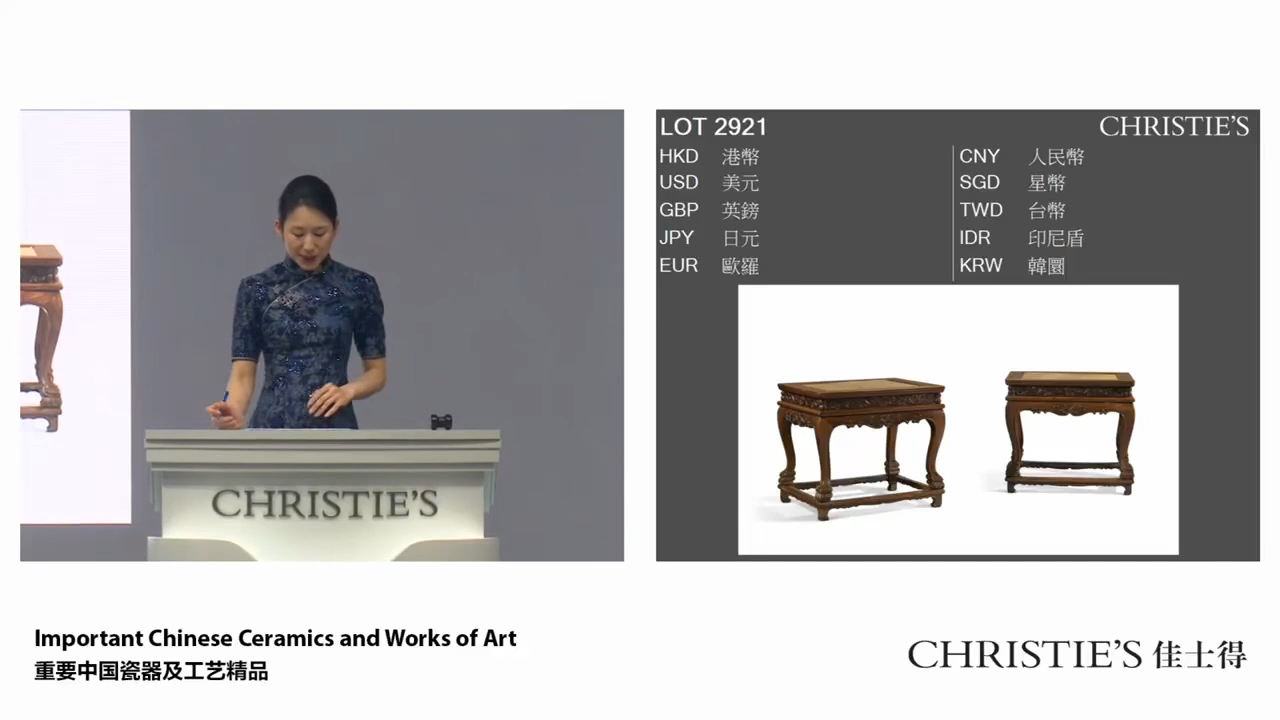 LOT 2921
CHRISTIE'S
HKD 港幣
CNY 人民幣
USD 美元
SGD 星幣
GBP 英鎊
TWD 台幣
JPY 日元
IDR 印尼盾
EUR 歐羅
KRW 韓圜
CHRISTIE'S
Important Chinese Ceramics and Works of Art
重要中国瓷器及工艺精品
CHRISTIE'S 佳士得